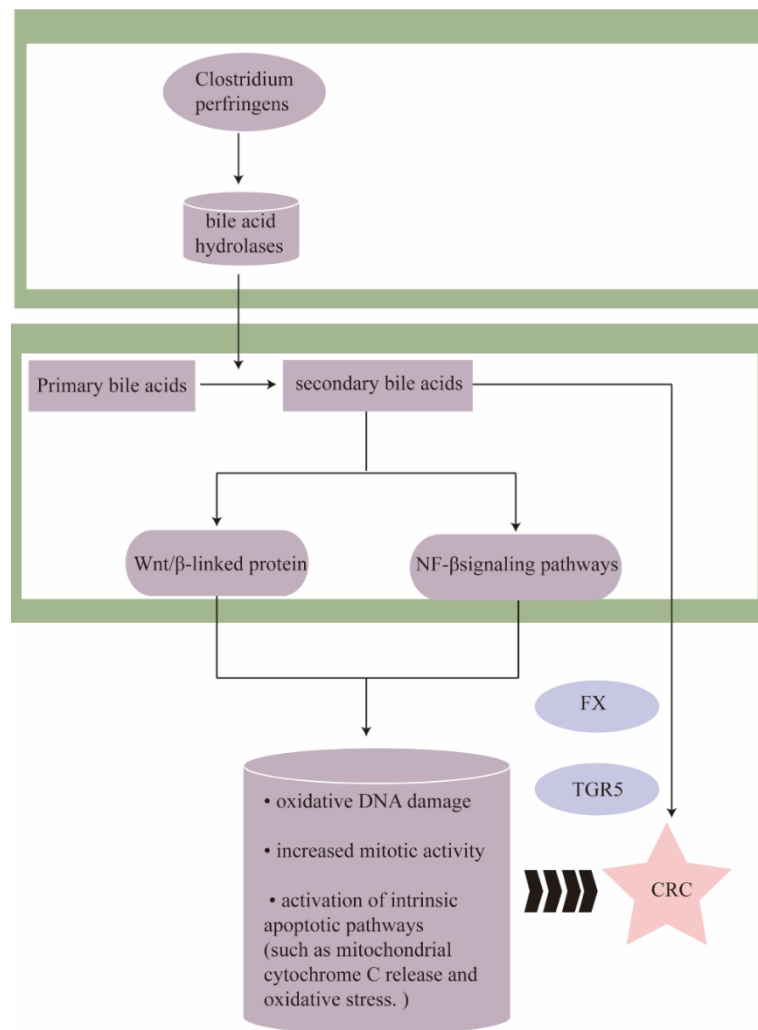 Clostridium
perfringens
bile acid
hydrolases
Primary bile acids
secondary bile acids
Wnt/β-linked protein
NF-βsignaling pathways
FX
TGR5
• oxidative DNA damage
• increased mitotic activity
• activation of intrinsic
apoptotic pathways
(such as mitochondrial
cytochrome C release and
oxidative stress. )
CRC